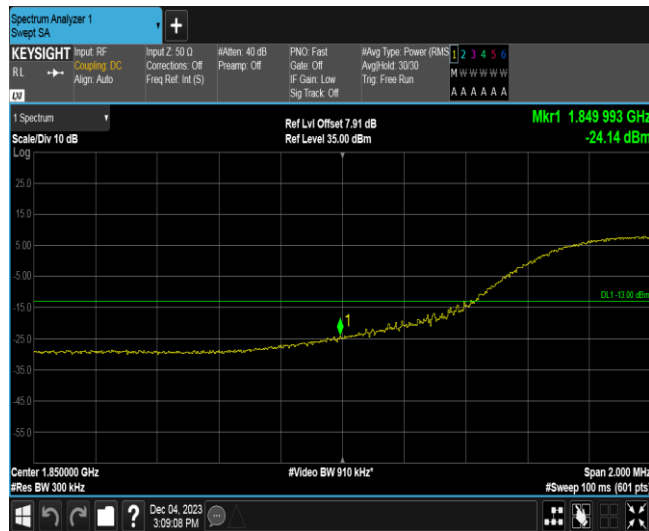 Spectrum Analyzer 1
Swept SA
KEYSIGHT
RL
LXI
Input: RF
Coupling: DC
Align: Auto
Input Z: 50 Ω
Corrections: Off
Freq Ref: Int (S)
#Atten: 40 dB
Preamp: Off
PNO: Fast
Gate: Off
IF Gain: Low
Sig Track: Off
#Avg Type: Power (RMS
Avg|Hold: 30/30
Trig: Free Run
1 2 3 4 5 6
M W W W W W
A A A A A A
1 Spectrum
Scale/Div 10 dB
Ref Lvl Offset 7.91 dB
Ref Level 35.00 dBm
Mkr1 1.849 993 GHz
-24.14 dBm
Log
25.0
15.0
5.00
-5.00
DL1 -13.00 dBm
-15.0
1
-25.0
-35.0
-45.0
-55.0
Center 1.850000 GHz
#Video BW 910 kHz*
Span 2.000 MHz
#Res BW 300 kHz
#Sweep 100 ms (601 pts
?
Dec 04, 2023
3:09:08 PM